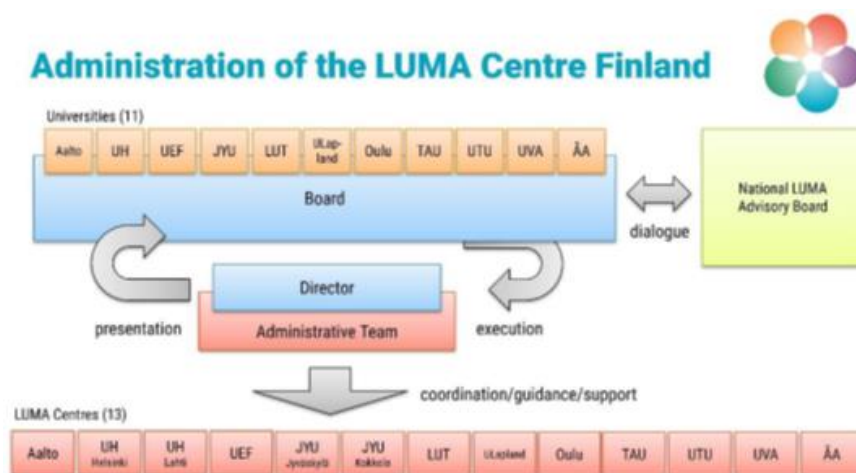 Administration of the LUMA Centre Finland
Universities (11)
Aalto UH UEF JYU LUT ULap-
land Oulu TAU UTU UVA ÅA
Board
National LUMA
Advisory Board
dialogue
Director
presentation
Administrative Team
execution
coordination/guidance/support
LUMA Centres (13)
Aalto UH
Helsinki UH
Lahti UEF JYU
Jyväskylä JYU
Kokkola LUT ULapland Oulu TAU UTU UVA ÅA